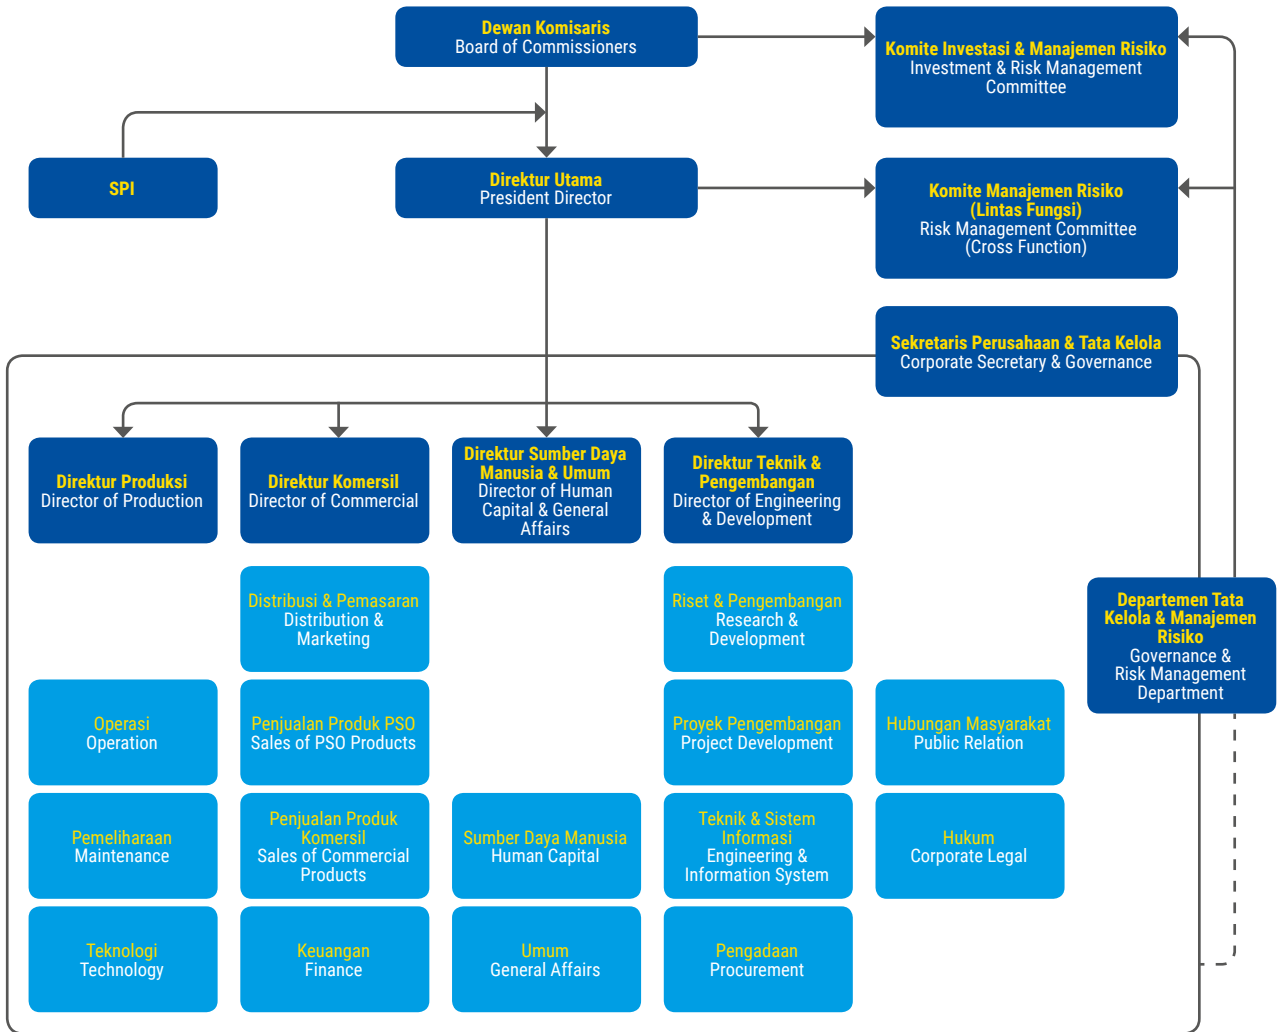 Dewan Komisaris
Board of Commissioners
Komite Investasi & Manajemen Risiko
Investment & Risk Management
Committee
SPI
Direktur Utama
President Director
Komite Manajemen Risiko
(Lintas Fungsi)
Risk Management Committee
(Cross Function)
Sekretaris Perusahaan & Tata Kelola
Corporate Secretary & Governance
Direktur Produksi
Director of Production
Direktur Komersil
Director of Commercial
Direktur Sumber Daya
Manusia & Umum
Director of Human
Capital & General
Affairs
Direktur Teknik &
Pengembangan
Director of Engineering
& Development
Distribusi & Pemasaran
Distribution &
Marketing
Riset & Pengembangan
Research &
Development
Departemen Tata
Kelola & Manajemen
Risiko
Governance &
Risk Management
Department
Operasi
Operation
Penjualan Produk PSO
Sales of PSO Products
Proyek Pengembangan
Project Development
Hubungan Masyarakat
Public Relation
Pemeliharaan
Maintenance
Penjualan Produk
Komersil
Sales of Commercial
Products
Sumber Daya Manusia
Human Capital
Teknik & Sistem
Informasi
Engineering &
Information System
Hukum
Corporate Legal
Teknologi
Technology
Keuangan
Finance
Umum
General Affairs
Pengadaan
Procurement